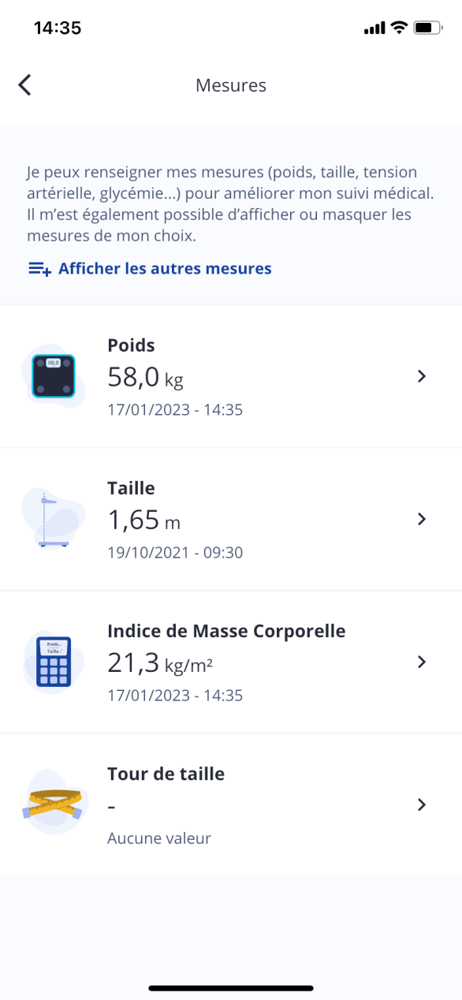 14:35
Mesures
Je peux renseigner mes mesures (poids, taille, tension
artérielle, glycémie...) pour améliorer mon suivi médical.
Il m’est également possible d’afficher ou masquer les
mesures de mon choix.
Afficher les autres mesures
00,0
Poids
58,0 kg
17/01/2023 - 14:35
Taille
1,65 m
19/10/2021 - 09:30
Poids..
Taille..
Indice de Masse Corporelle
21,3 kg/m²
17/01/2023 - 14:35
Tour de taille
-
Aucune valeur